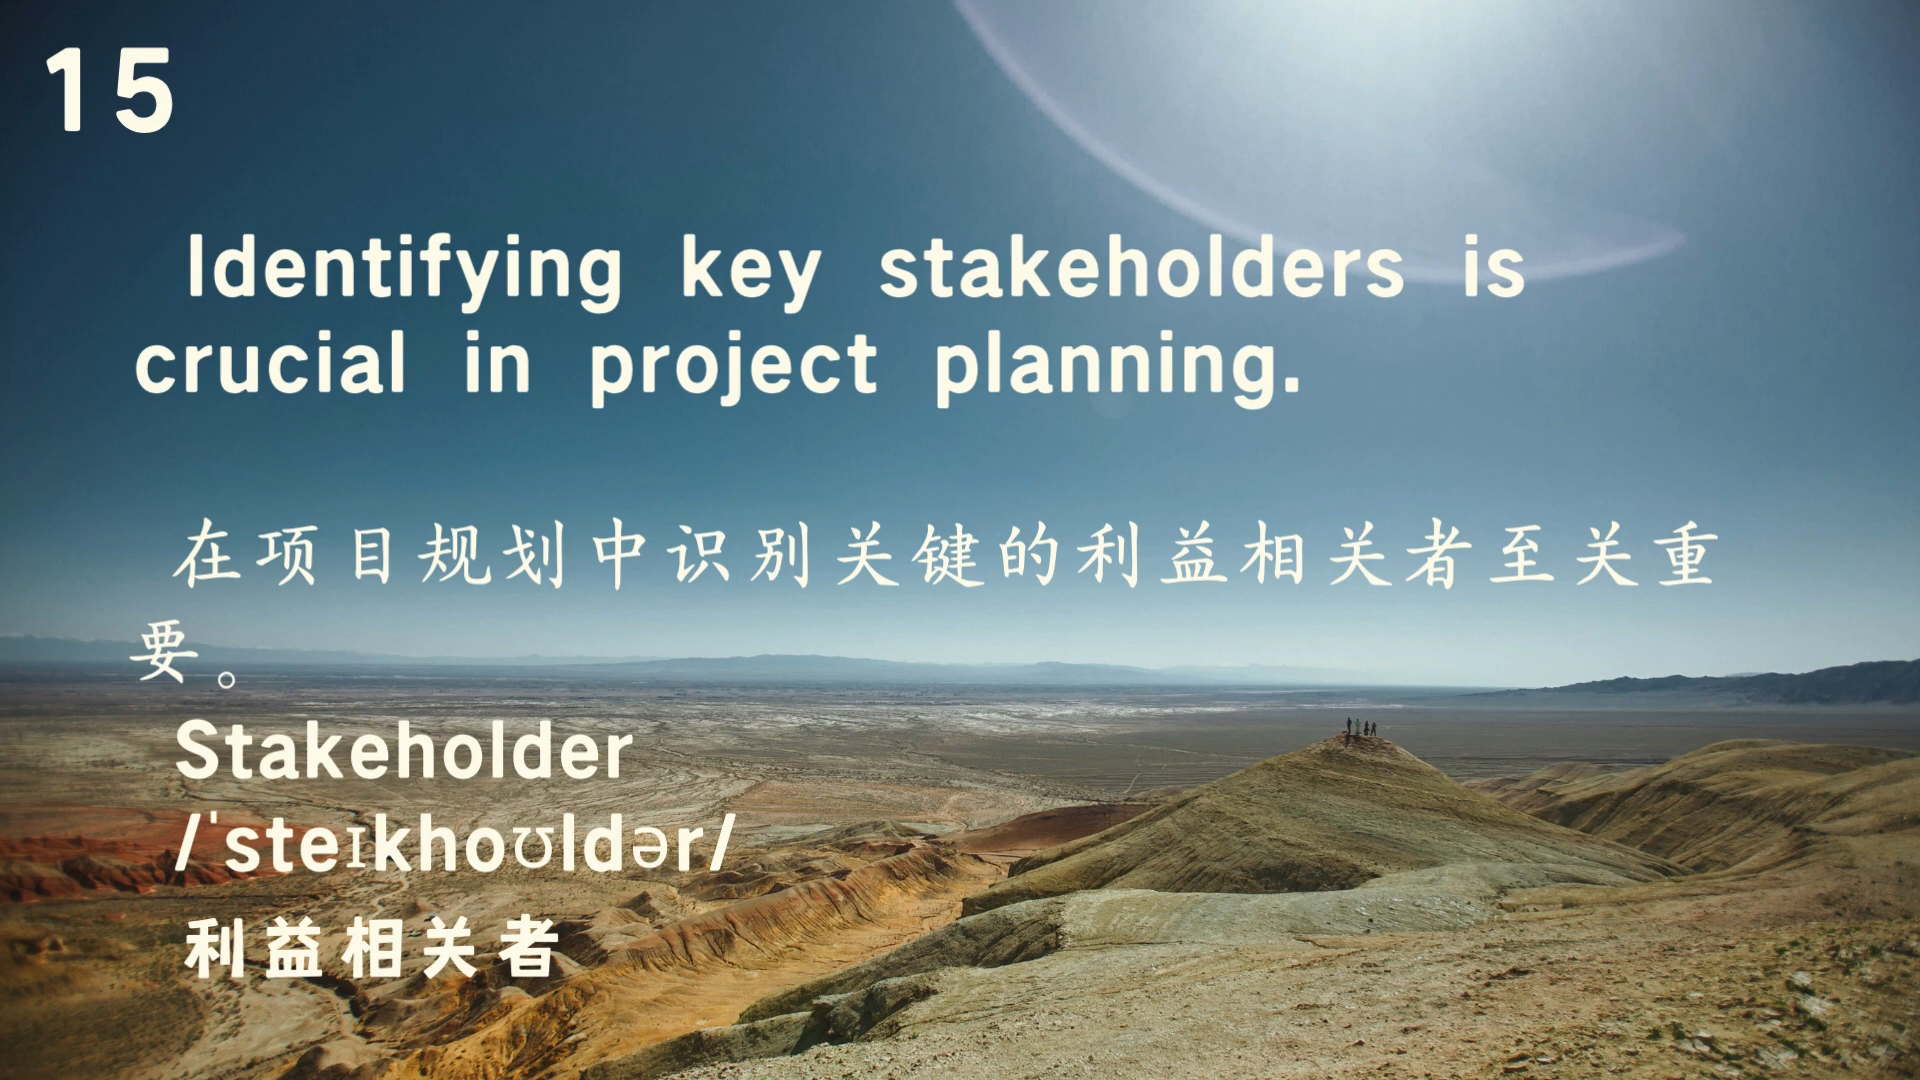 15
Identifying key stakeholders is
crucial in project planning.
在项目规划中识别关键的利益相关者至关重
要。
Stakeholder
/ˈsteɪkhoʊldər/
利益相关者